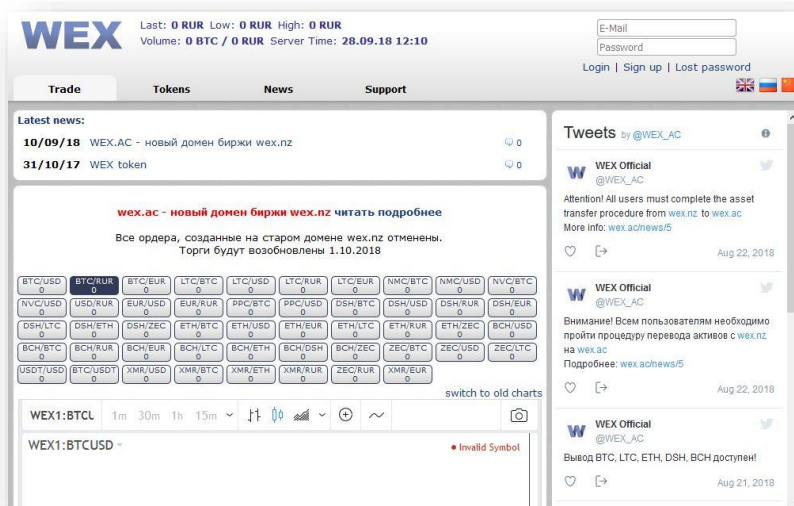 WEX
Last: 0 RUR Low: 0 RUR High: 0 RUR
Volume: 0 BTC / 0 RUR Server Time: 28.09.18 12:10
E-Mail
Password
Login | Sign up | Lost password
Trade Tokens News Support
Latest news:
10/09/18 WEX.AC - новый домен биржи wex.nz 0
31/10/17 WEX token 0
wex.ac - новый домен биржи wex.nz читать подробнее
Все ордера, созданные на старом домене wex.nz отменены.
Торги будут возобновлены 1.10.2018
BTC/USD BTC/RUR BTC/EUR LTC/BTC LTC/USD LTC/RUR LTC/EUR NMC/BTC NMC/USD NVC/BTC
0 0 0 0 0 0 0 0 0 0
NVC/USD USD/RUR EUR/USD EUR/RUR PPC/BTC PPC/USD DSH/BTC DSH/USD DSH/RUR DSH/EUR
0 0 0 0 0 0 0 0 0 0
DSH/LTC DSH/ETH DSH/ZEC ETH/BTC ETH/USD ETH/EUR ETH/LTC ETH/RUR ETH/ZEC BCH/USD
0 0 0 0 0 0 0 0 0 0
BCH/BTC BCH/RUR BCH/EUR BCH/LTC BCH/ETH BCH/DSH BCH/ZEC ZEC/BTC ZEC/USD ZEC/LTC
0 0 0 0 0 0 0 0 0 0
USDT/USD BTC/USDT XMR/USD XMR/BTC XMR/ETH XMR/RUR ZEC/RUR XMR/EUR
0 0 0 0 0 0 0 0
switch to old charts
WEX1:BTCU 1m 30m 1h 15m
WEX1:BTCUSD Invalid Symbol
Tweets by @WEX_AC
WEX Official
@WEX_AC
Attention! All users must complete the asset
transfer procedure from wex.nz to wex.ac
More info: wex.ac/news/5
Aug 22, 2018
WEX Official
@WEX_AC
Внимание! Всем пользователям необходимо
пройти процедуру перевода активов с wex.nz
на wex.ac
Подробнее: wex.ac/news/5
Aug 22, 2018
WEX Official
@WEX_AC
Вывод BTC, LTC, ETH, DSH, BCH доступен!
Aug 21, 2018